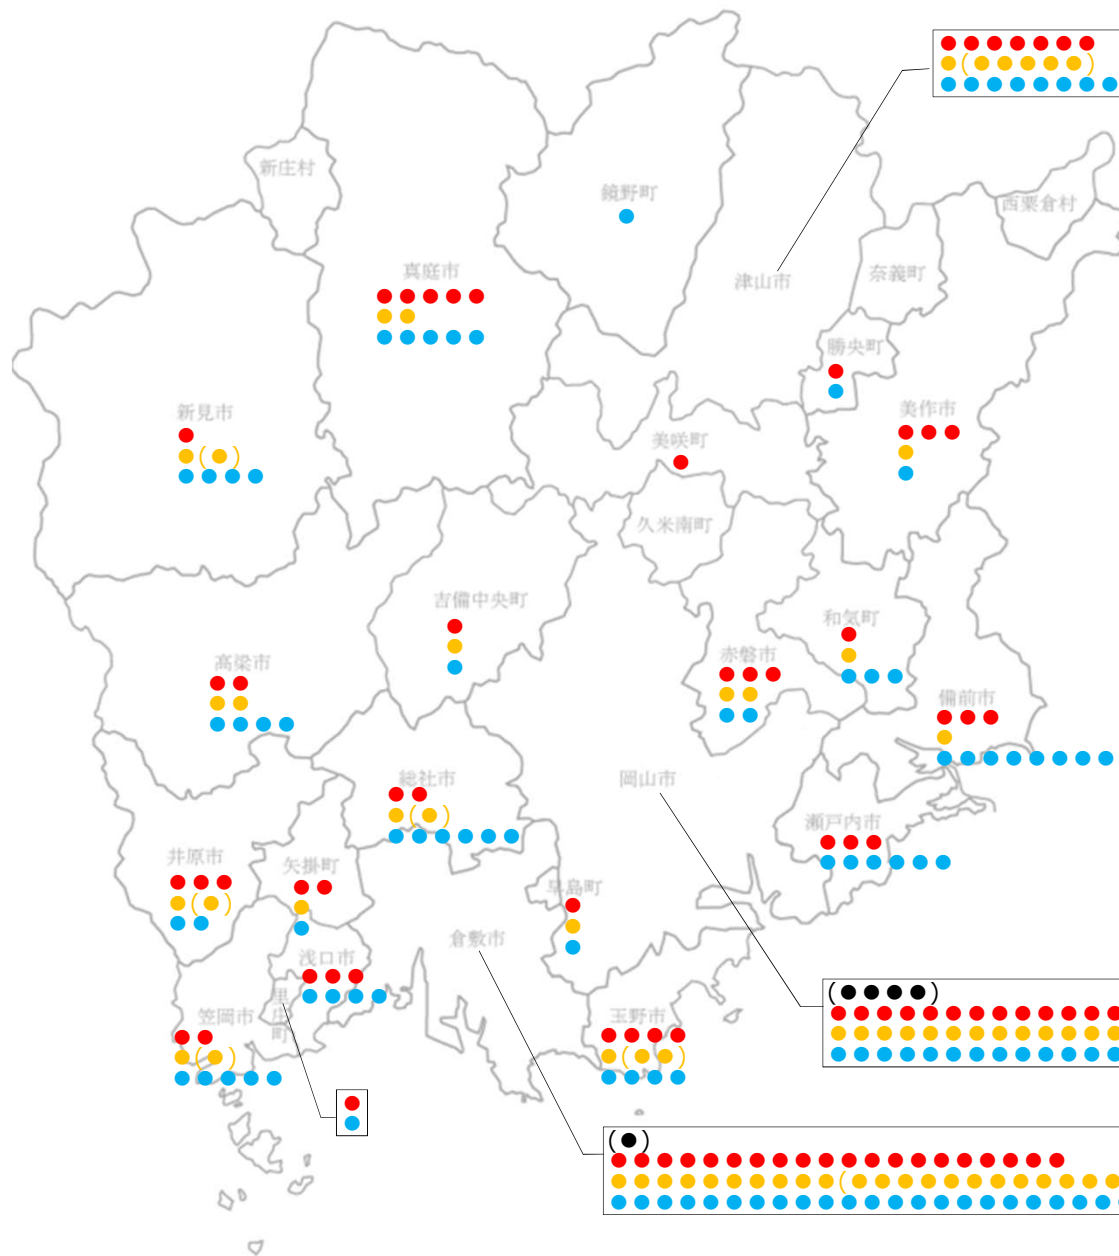 新庄村
鏡野町
西粟倉村
真庭市
津山市
奈義町
勝央町
新見市
美作市
(　)
美咲町
久米南町
吉備中央町
和気町
高梁市
赤磐市
備前市
総社市
(　)
岡山市
瀬戸内市
井原市
矢掛町
(　)
早島町
倉敷市
浅口市
里庄町
笠岡市
(　)
玉野市
(　)